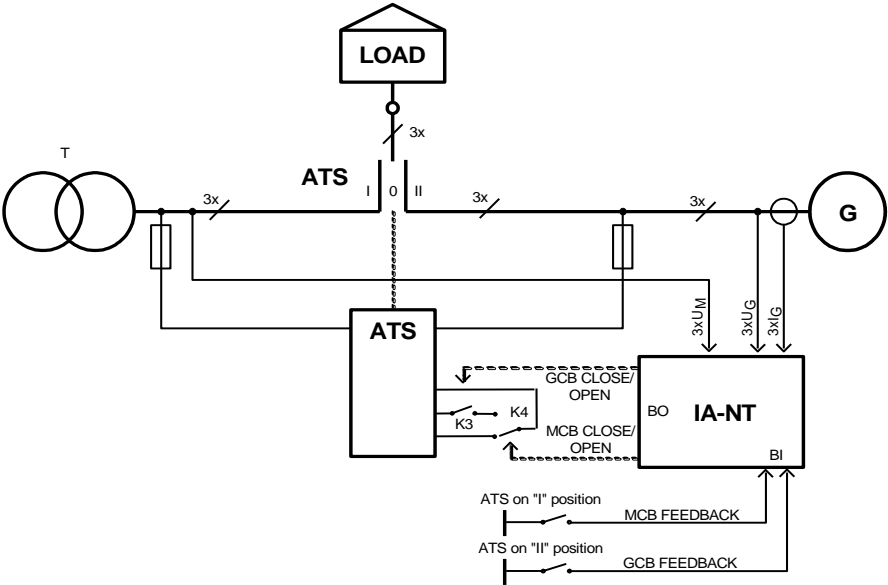 LOAD
3x
T
ATS
I
0
II
3x
3x
3x
G
3xUM
3xUG
3xIG
ATS
GCB CLOSE/
OPEN
BO
IA-NT
K4
K3
MCB CLOSE/
OPEN
BI
ATS on "I" position
MCB FEEDBACK
ATS on "II" position
GCB FEEDBACK